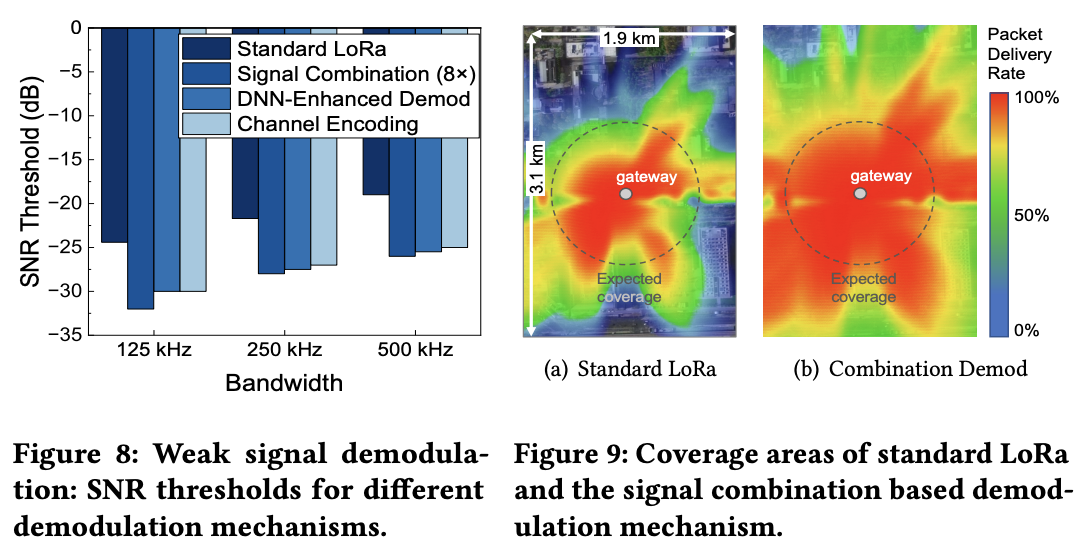 0
−5
−10
−15
−20
−25
−30
−35
SNR Threshold (dB)
Standard LoRa
Signal Combination (8×)
DNN-Enhanced Demod
Channel Encoding
125 kHz
250 kHz
500 kHz
Bandwidth
Figure 8: Weak signal demodula-
tion: SNR thresholds for different
demodulation mechanisms.
1.9 km
3.1 km
gateway
Expected
coverage
(a) Standard LoRa
gateway
Expected
coverage
(b) Combination Demod
Packet
Delivery
Rate
100%
50%
0%
Figure 9: Coverage areas of standard LoRa
and the signal combination based demod-
ulation mechanism.